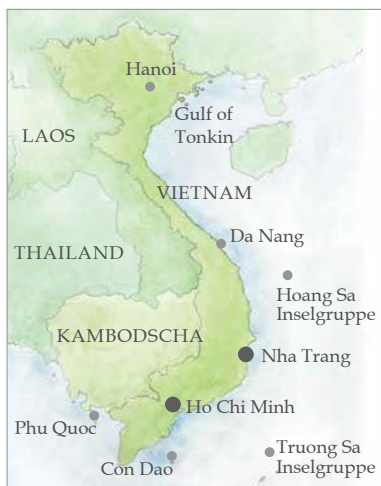 Hanoi
Gulf of
Tonkin
LAOS
VIETNAM
Da Nang
THAILAND
Hoang Sa
Inselgruppe
KAMBODSCHA
Nha Trang
Ho Chi Minh
Phu Quoc
Con Dao
Truong Sa
Inselgruppe